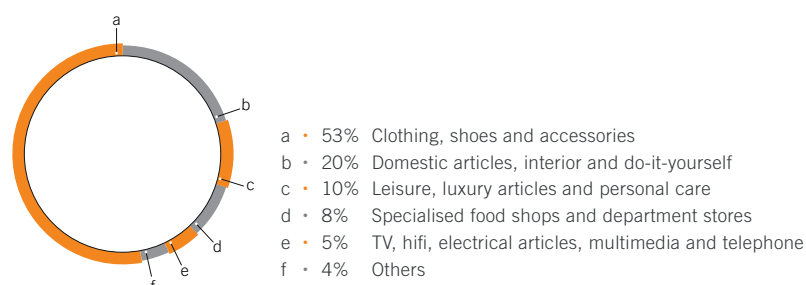 a
b
c
d
e
f
a • 53% Clothing, shoes and accessories
b • 20% Domestic articles, interior and do-it-yourself
c • 10% Leisure, luxury articles and personal care
d • 8% Specialised food shops and department stores
e • 5% TV, hifi, electrical articles, multimedia and telephone
f • 4% Others